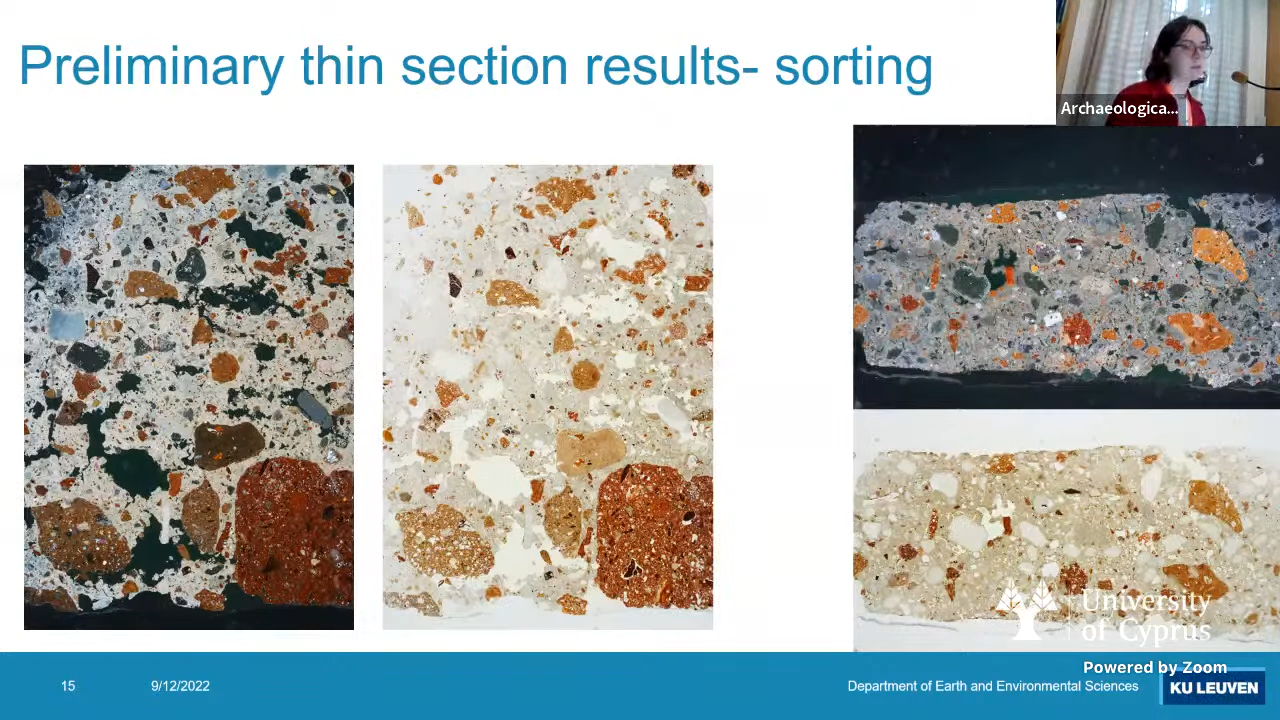 Preliminary thin section results- sorting
Archaeologica...
University
of Cyprus
Powered by Zoom
15
9/12/2022
Department of Earth and Environmental Sciences
KU LEUVEN